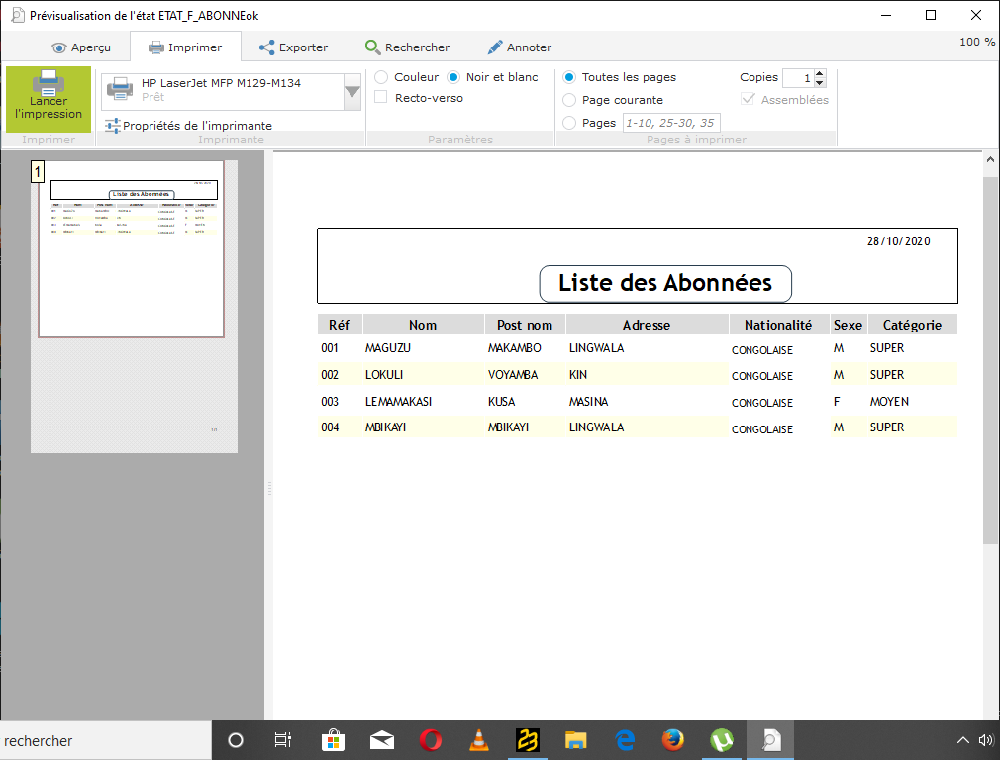 Prévisualisation de l'état ETAT_F_ABONNEok
Aperçu Imprimer Exporter Rechercher Annoter 100 %
Lancer l'impression
Imprimer
HP LaserJet MFP M129-M134
Prêt
Propriétés de l'imprimante
Imprimante
Couleur Noir et blanc
Recto-verso
Paramètres
Toutes les pages
Page courante
Pages 1-10, 25-30, 35
Copies 1
Assemblées
Pages à imprimer
1
Liste des Abonnées
28/10/2020
Liste des Abonnées
Réf Nom Post nom Adresse Nationalité Sexe Catégorie
001 MAGUZU MAKAMBO LINGWALA CONGOLAISE M SUPER
002 LOKULI VOYAMBA KIN CONGOLAISE M SUPER
003 LEMAMAKASI KUSA MASINA CONGOLAISE F MOYEN
004 MBIKAYI MBIKAYI LINGWALA CONGOLAISE M SUPER
rechercher
23